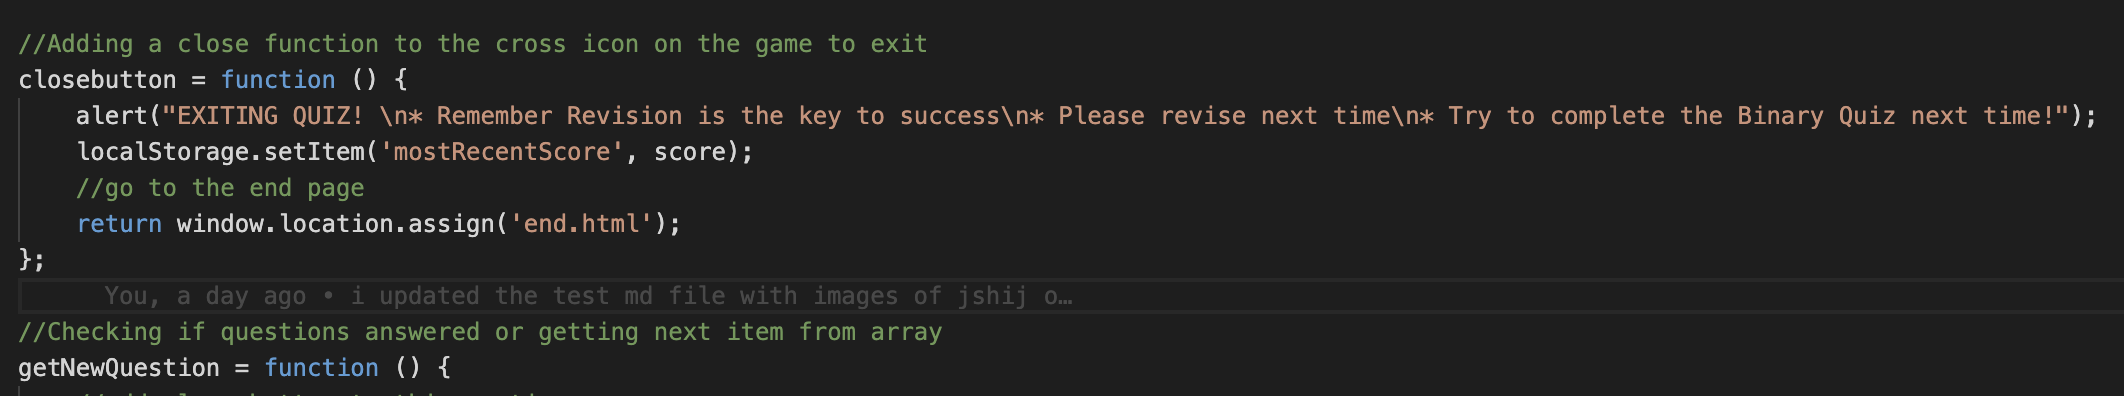 //Adding a close function to the cross icon on the game to exit
closebutton = function () {
    alert("EXITING QUIZ! \n* Remember Revision is the key to success\n* Please revise next time\n* Try to complete the Binary Quiz next time!");
    localStorage.setItem('mostRecentScore', score);
    //go to the end page
    return window.location.assign('end.html');
};
You, a day ago • i updated the test md file with images of jshij o…
//Checking if questions answered or getting next item from array
getNewQuestion = function () {